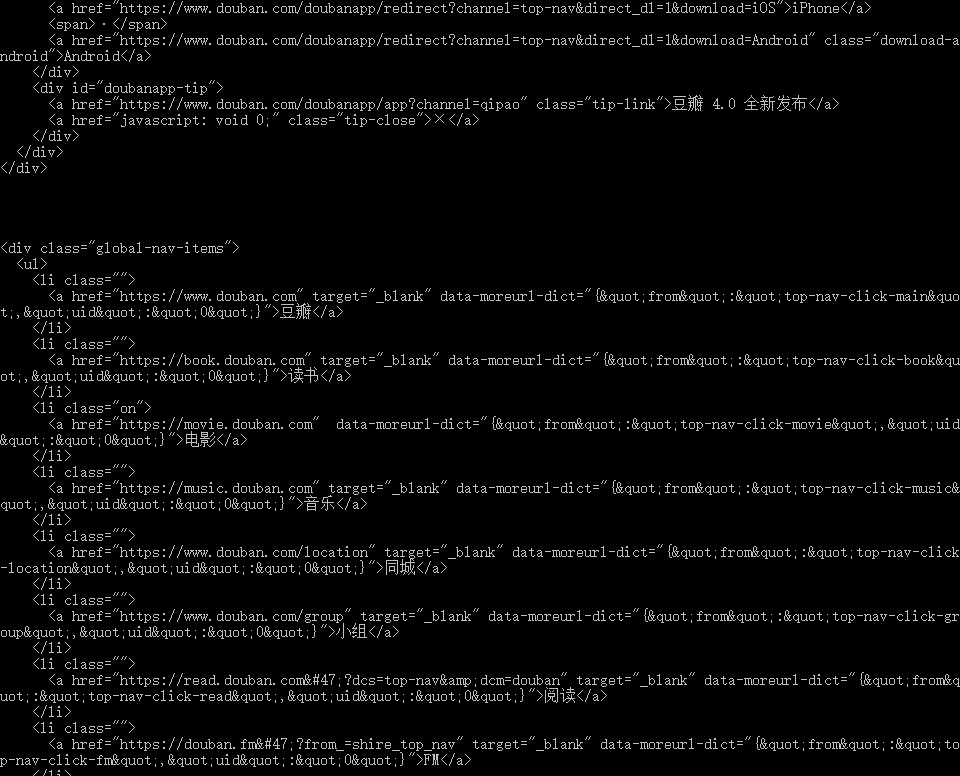 <a href="https://www.douban.com/doubanapp/redirect?channel=top-nav&direct_dl=1&download=iOS">iPhone</a>
<span>·</span>
<a href="https://www.douban.com/doubanapp/redirect?channel=top-nav&direct_dl=1&download=Android" class="download-a
ndroid">Android</a>
</div>
<div id="doubanapp-tip">
<a href="https://www.douban.com/doubanapp/app?channel=qipao" class="tip-link">豆瓣 4.0 全新发布</a>
<a href="javascript: void 0;" class="tip-close">×</a>
</div>
</div>
</div>
<div class="global-nav-items">
<ul>
<li class="">
<a href="https://www.douban.com" target="_blank" data-moreurl-dict="{&quot;from&quot;:&quot;top-nav-click-main&quo
t;,&quot;uid&quot;:&quot;0&quot;}">豆瓣</a>
</li>
<li class="">
<a href="https://book.douban.com" target="_blank" data-moreurl-dict="{&quot;from&quot;:&quot;top-nav-click-book&qu
ot;,&quot;uid&quot;:&quot;0&quot;}">读书</a>
</li>
<li class="on">
<a href="https://movie.douban.com"  data-moreurl-dict="{&quot;from&quot;:&quot;top-nav-click-movie&quot;,&quot;uid
&quot;:&quot;0&quot;}">电影</a>
</li>
<li class="">
<a href="https://music.douban.com" target="_blank" data-moreurl-dict="{&quot;from&quot;:&quot;top-nav-click-music&
quot;,&quot;uid&quot;:&quot;0&quot;}">音乐</a>
</li>
<li class="">
<a href="https://www.douban.com/location" target="_blank" data-moreurl-dict="{&quot;from&quot;:&quot;top-nav-click
-location&quot;,&quot;uid&quot;:&quot;0&quot;}">同城</a>
</li>
<li class="">
<a href="https://www.douban.com/group" target="_blank" data-moreurl-dict="{&quot;from&quot;:&quot;top-nav-click-gr
oup&quot;,&quot;uid&quot;:&quot;0&quot;}">小组</a>
</li>
<li class="">
<a href="https://read.douban.com&#47;?dcs=top-nav&amp;dcm=douban" target="_blank" data-moreurl-dict="{&quot;from&q
uot;:&quot;top-nav-click-read&quot;,&quot;uid&quot;:&quot;0&quot;}">阅读</a>
</li>
<li class="">
<a href="https://douban.fm&#47;?from_=shire_top_nav" target="_blank" data-moreurl-dict="{&quot;from&quot;:&quot;to
p-nav-click-fm&quot;,&quot;uid&quot;:&quot;0&quot;}">FM</a>
</li>